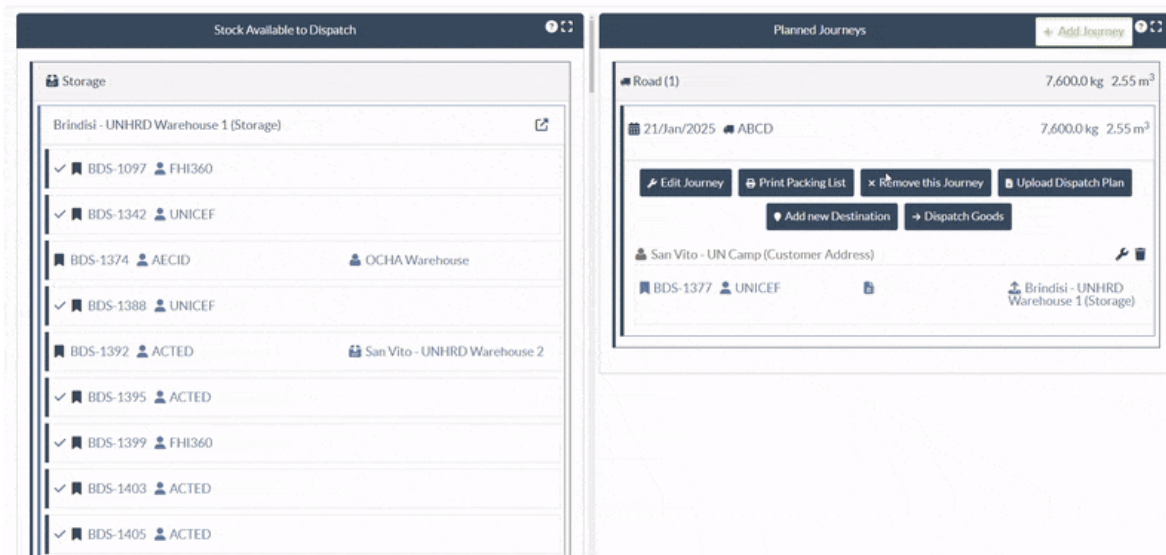 Stock Available to Dispatch
Storage
Brindisi - UNHRD Warehouse 1 (Storage)
BDS-1097 FHI360
BDS-1342 UNICEF
BDS-1374 AECID OCHA Warehouse
BDS-1388 UNICEF
BDS-1392 ACTED San Vito - UNHRD Warehouse 2
BDS-1395 ACTED
BDS-1399 FHI360
BDS-1403 ACTED
BDS-1405 ACTED
Planned Journeys
+ Add Journey
Road (1) 7,600.0 kg 2.55 m³
21/Jan/2025 ABCD 7,600.0 kg 2.55 m³
Edit Journey Print Packing List × Remove this Journey Upload Dispatch Plan
Add new Destination → Dispatch Goods
San Vito - UN Camp (Customer Address)
BDS-1377 UNICEF Brindisi - UNHRD
Warehouse 1 (Storage)